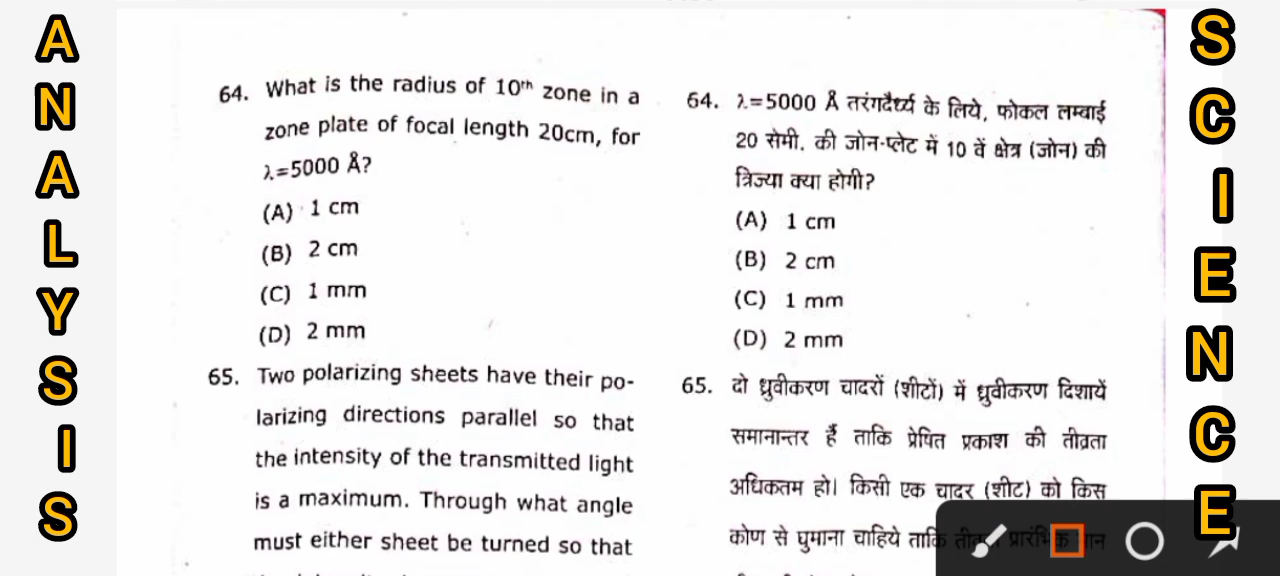 ANALYSIS
64. What is the radius of 10th zone in a
zone plate of focal length 20cm, for
λ=5000 Å?
(A) 1 cm
(B) 2 cm
(C) 1 mm
(D) 2 mm
65. Two polarizing sheets have their po-
larizing directions parallel so that
the intensity of the transmitted light
is a maximum. Through what angle
must either sheet be turned so that
64. λ=5000 Å तरंगदैर्ध्य के लिये, फोकल लम्बाई
20 सेमी. की जोन-प्लेट में 10 वें क्षेत्र (जोन) की
त्रिज्या क्या होगी?
(A) 1 cm
(B) 2 cm
(C) 1 mm
(D) 2 mm
65. दो ध्रुवीकरण चादरों (शीटों) में ध्रुवीकरण दिशायें
समानान्तर हैं ताकि प्रेषित प्रकाश की तीव्रता
अधिकतम हो। किसी एक चादर (शीट) को किस
कोण से घुमाना चाहिये ताकि
SCIENCE